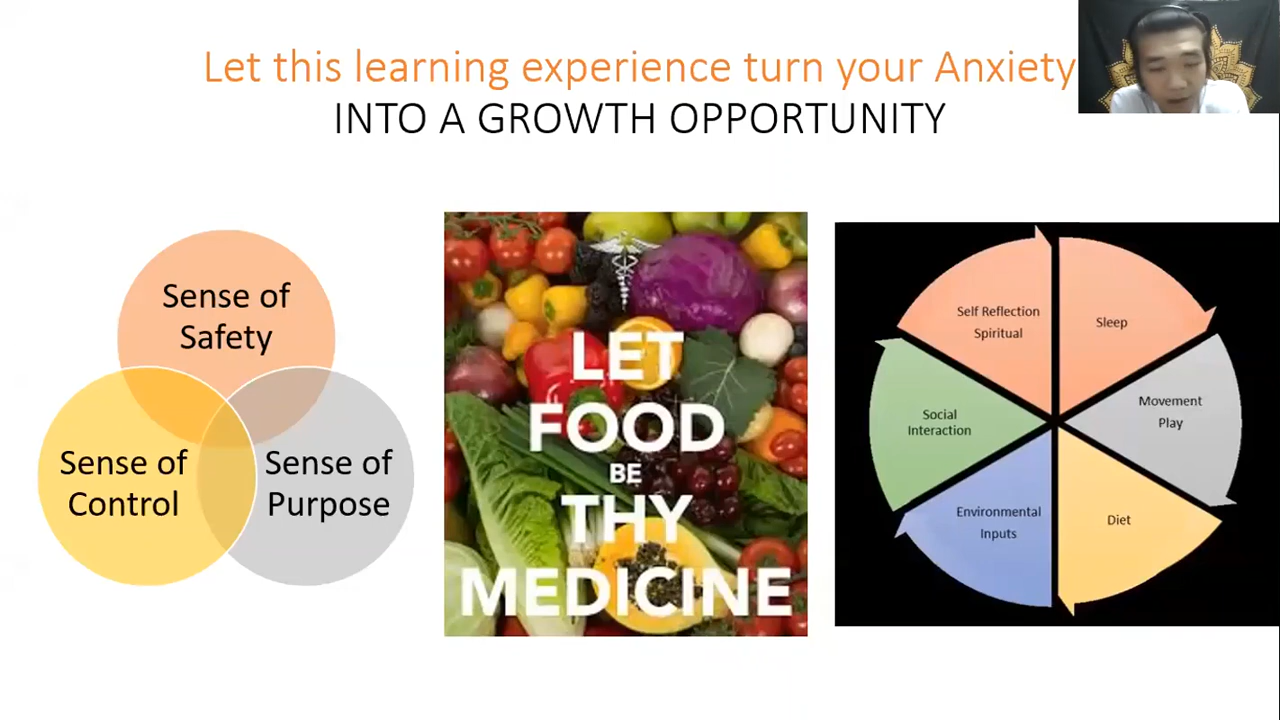 Let this learning experience turn your Anxiety
INTO A GROWTH OPPORTUNITY
Sense of
Safety
Sense of
Control
Sense of
Purpose
LET
FOOD
BE
THY
MEDICINE
Self Reflection
Spiritual
Sleep
Movement
Play
Diet
Environmental
Inputs
Social
Interaction